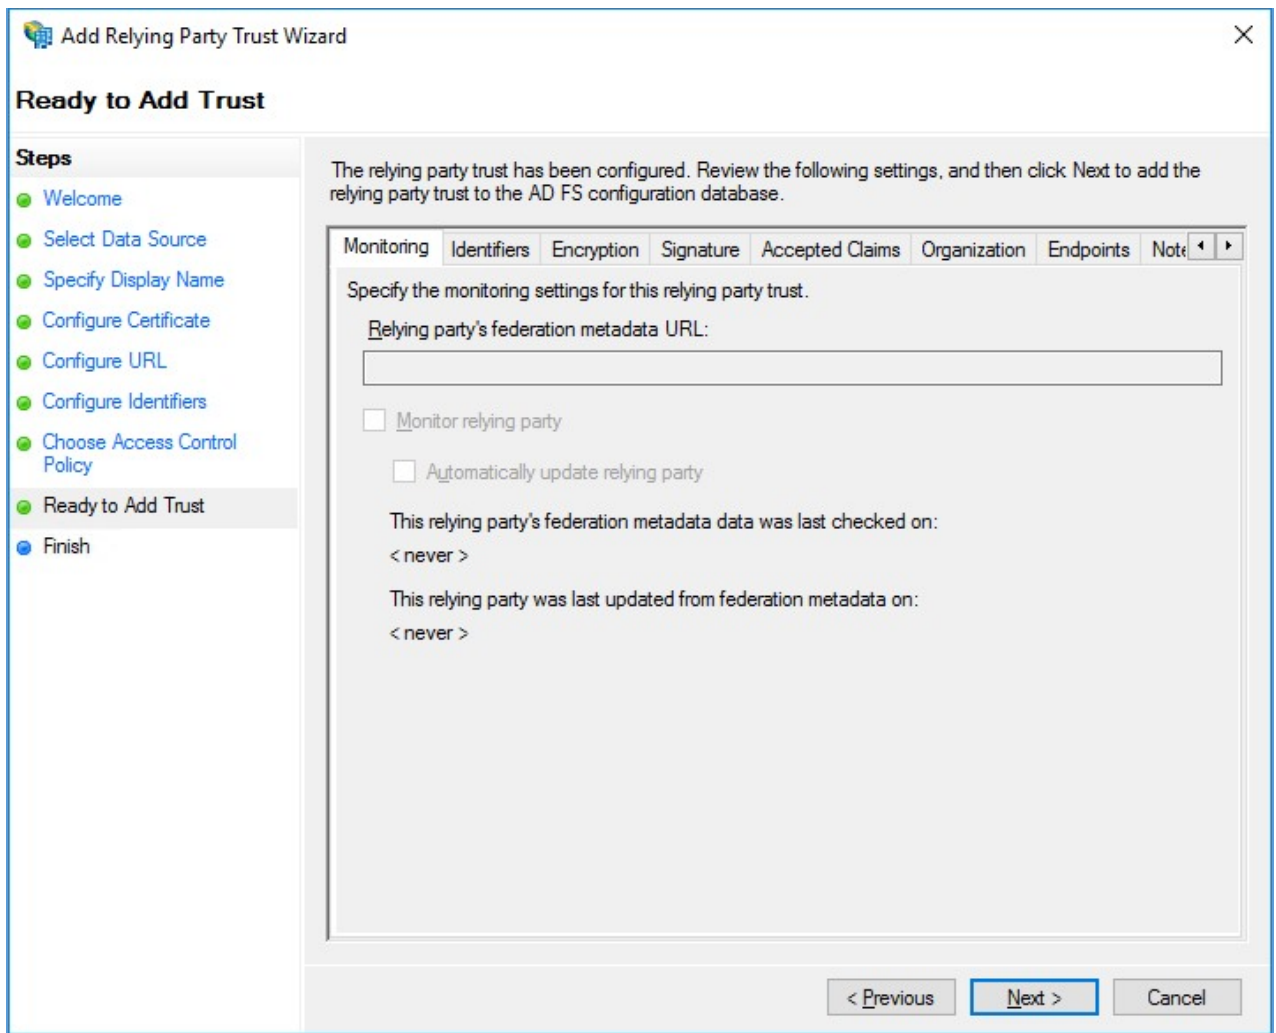 Add Relying Party Trust Wizard
Ready to Add Trust
Steps
Welcome
Select Data Source
Specify Display Name
Configure Certificate
Configure URL
Configure Identifiers
Choose Access Control
Policy
Ready to Add Trust
Finish
The relying party trust has been configured. Review the following settings, and then click Next to add the
relying party trust to the AD FS configuration database.
Monitoring Identifiers Encryption Signature Accepted Claims Organization Endpoints Note
Specify the monitoring settings for this relying party trust.
Relying party's federation metadata URL:
Monitor relying party
Automatically update relying party
This relying party's federation metadata data was last checked on:
< never >
This relying party was last updated from federation metadata on:
< never >
< Previous Next > Cancel